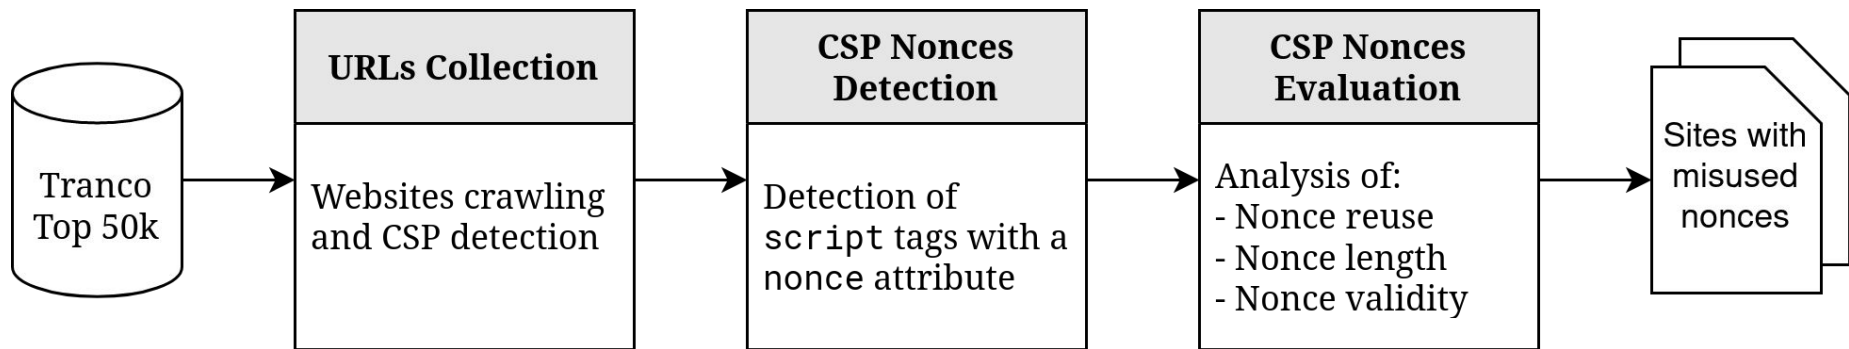 Tranco
Top 50k
URLs Collection
Websites crawling
and CSP detection
CSP Nonces
Detection
Detection of
script tags with a
nonce attribute
CSP Nonces
Evaluation
Analysis of:
- Nonce reuse
- Nonce length
- Nonce validity
Sites with
misused
nonces